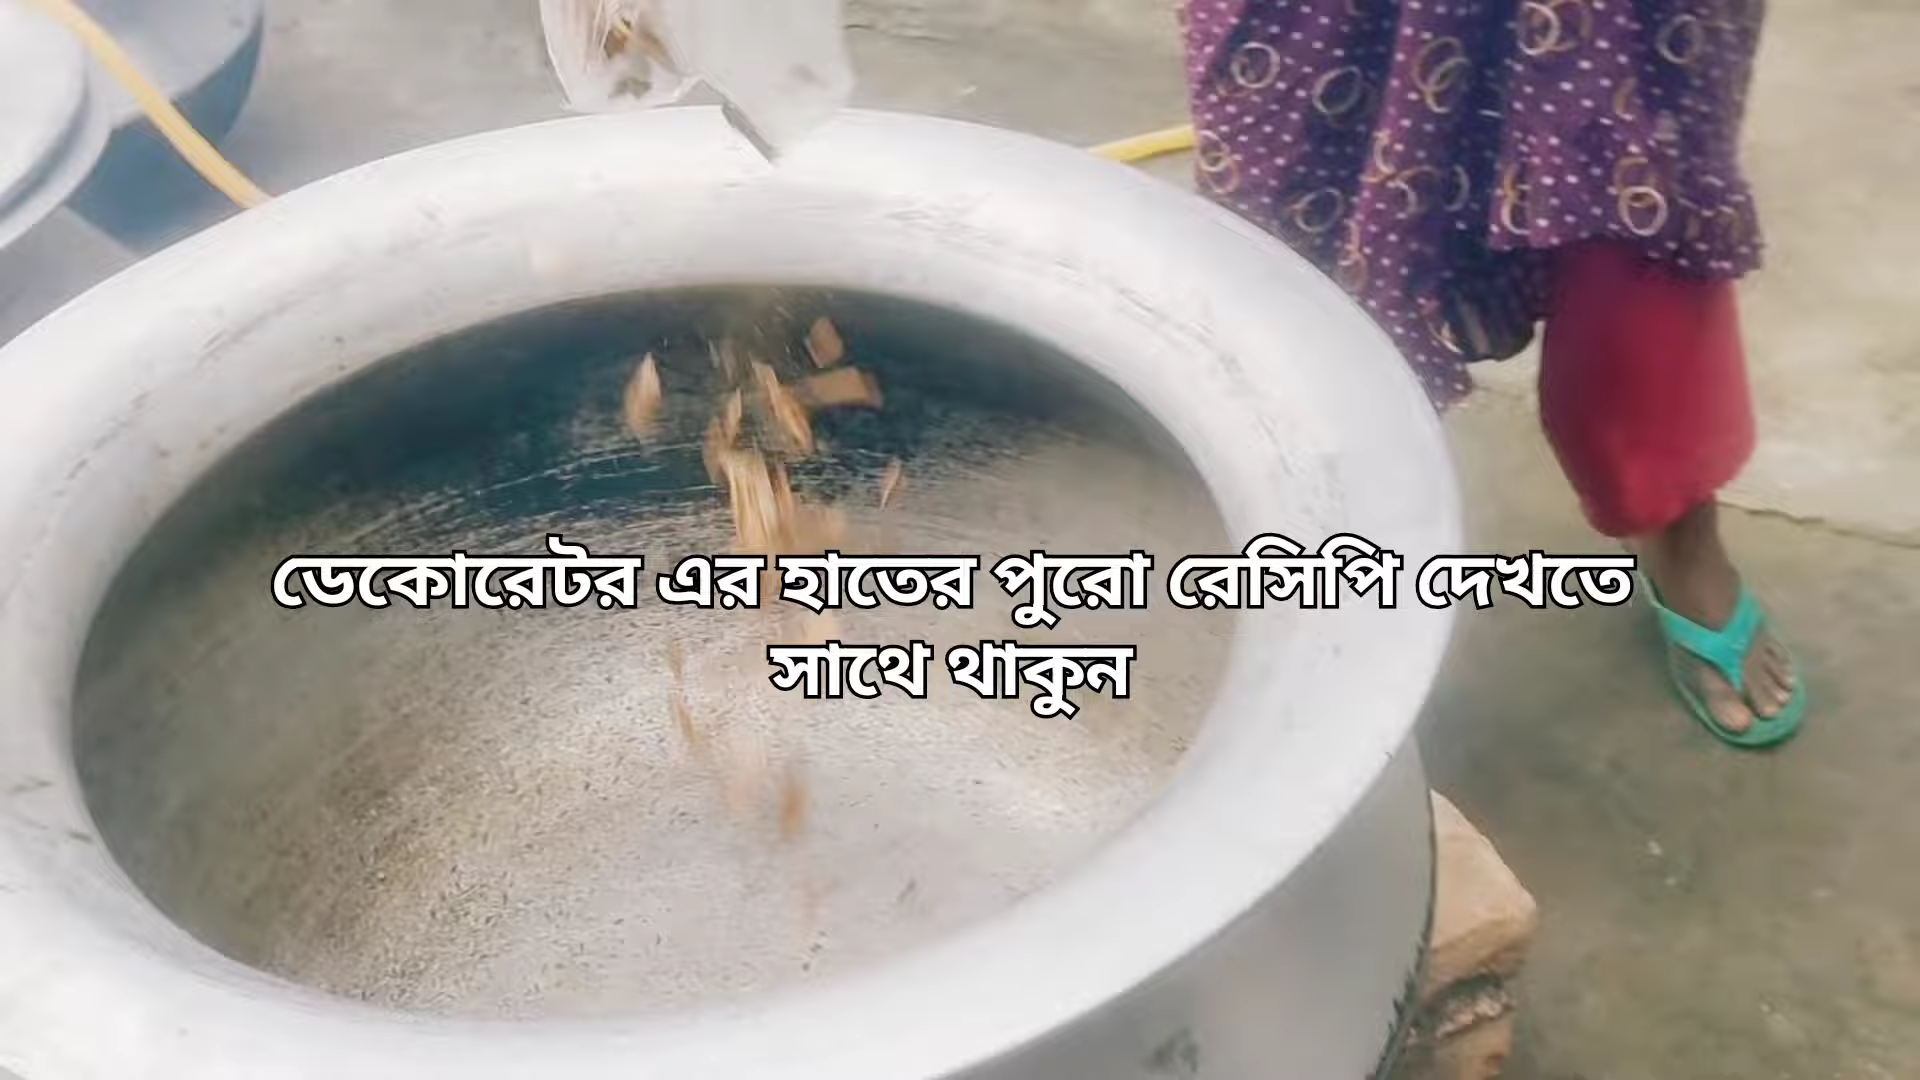 ডেকোরেটর এর হাতের পুরো রেসিপি দেখতে
সাথে থাকুন